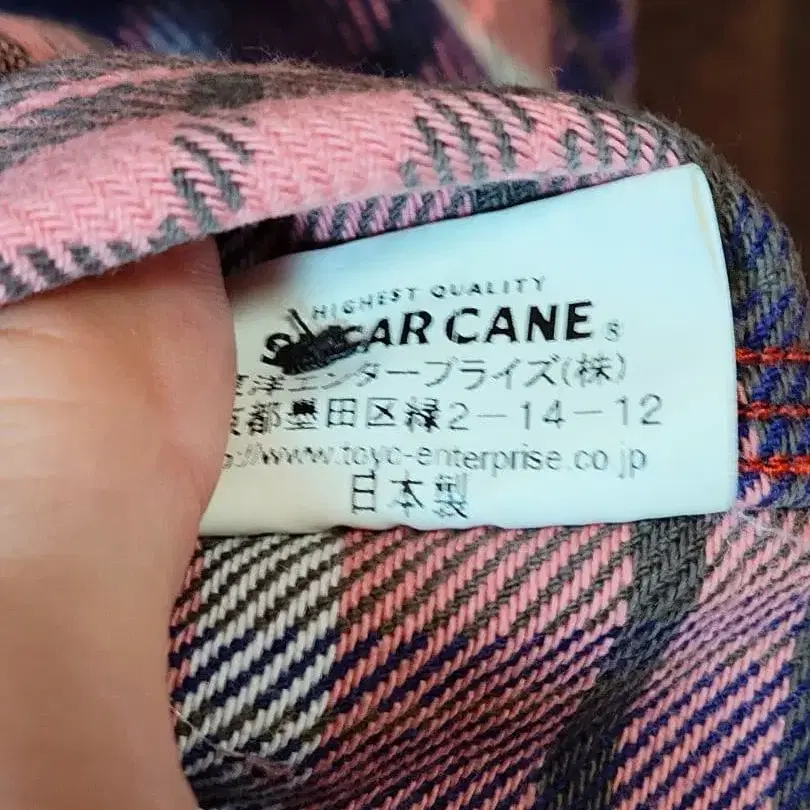 HIGHEST QUALITY
SUGAR CANE ®
東洋エンタープライズ(株)
京都墨田区緑2-14-12
://www.toyo-enterprise.co.jp
日本製